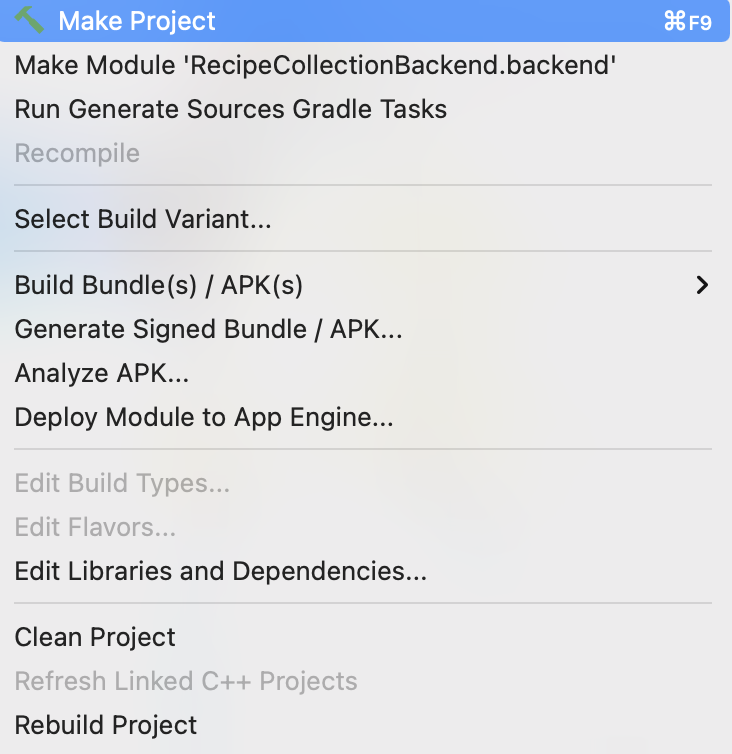 Make Project ⌘F9
Make Module 'RecipeCollectionBackend.backend'
Run Generate Sources Gradle Tasks
Recompile
Select Build Variant...
Build Bundle(s) / APK(s)
Generate Signed Bundle / APK...
Analyze APK...
Deploy Module to App Engine...
Edit Build Types...
Edit Flavors...
Edit Libraries and Dependencies...
Clean Project
Refresh Linked C++ Projects
Rebuild Project